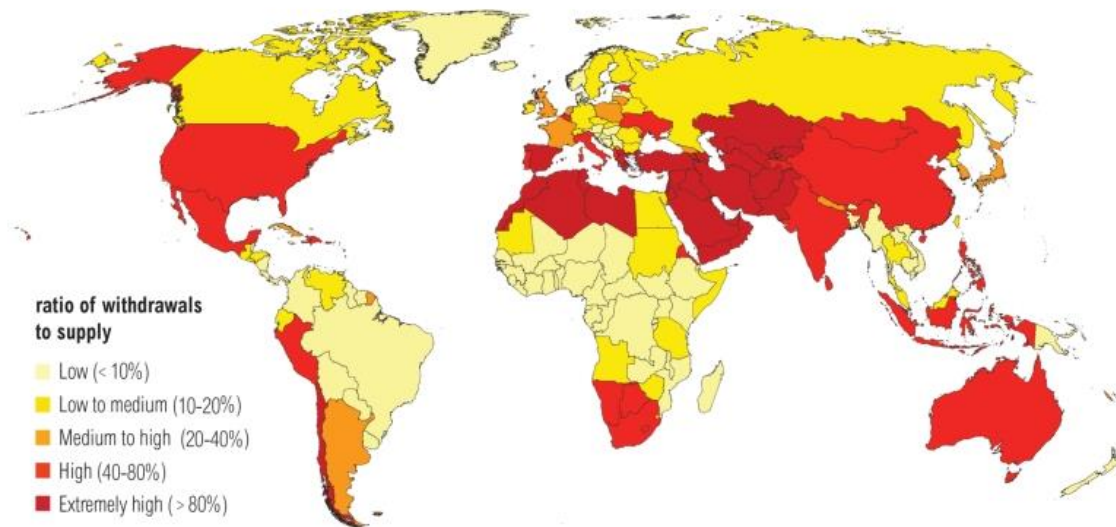 ratio of withdrawals
to supply
Low (< 10%)
Low to medium (10-20%)
Medium to high (20-40%)
High (40-80%)
Extremely high (> 80%)